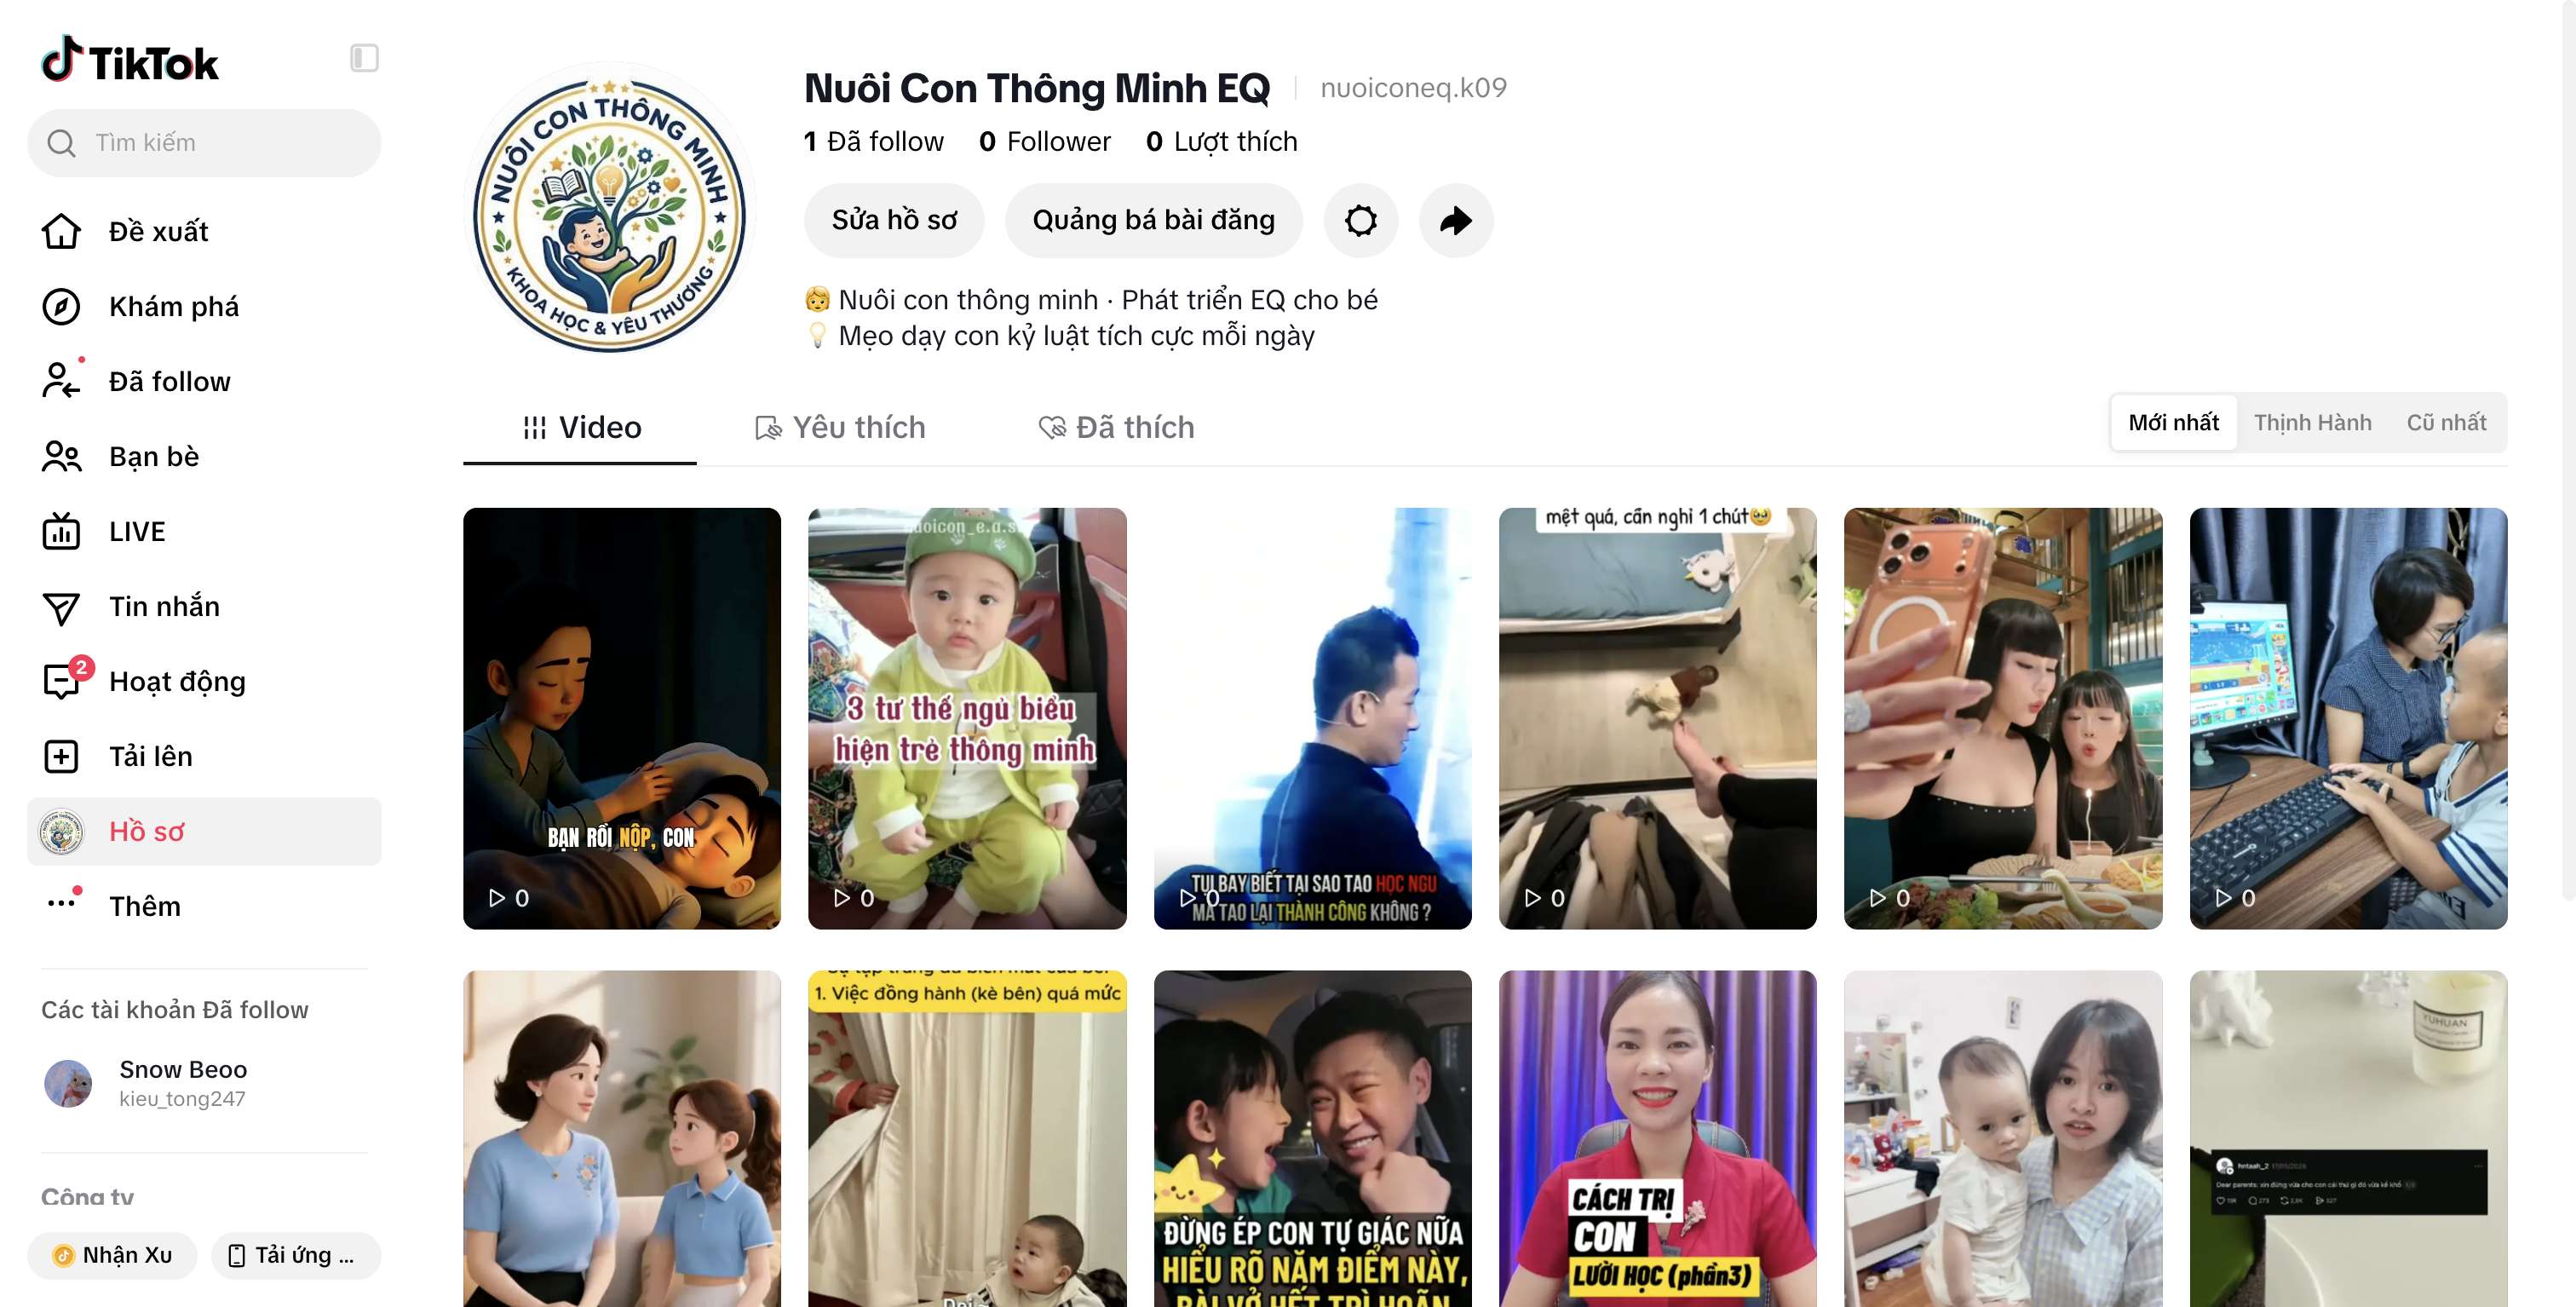 TikTok
Tìm kiếm
Đề xuất
Khám phá
Đã follow
Bạn bè
LIVE
Tin nhắn
2
Hoạt động
Tải lên
Hồ sơ
Thêm
Các tài khoản Đã follow
Snow Beoo
kieu_tong247
Công ty
Nhận Xu
Tải ứng ...
NUÔI CON THÔNG MINH
KHOA HỌC & YÊU THƯƠNG
Nuôi Con Thông Minh EQ
nuoiconeq.k09
1 Đã follow 0 Follower 0 Lượt thích
Sửa hồ sơ
Quảng bá bài đăng
👩 Nuôi con thông minh · Phát triển EQ cho bé
💡 Mẹo dạy con kỷ luật tích cực mỗi ngày
Video
Yêu thích
Đã thích
Mới nhất
Thịnh Hành
Cũ nhất
BẠN RỒI NỘP, CON
0
3 tư thế ngủ biểu
hiện trẻ thông minh
0
TỤI BAY BIẾT TẠI SAO TAO HỌC NGU
MÀ TAO LẠI THÀNH CÔNG KHÔNG ?
0
mệt quá, cần nghỉ 1 chút🥹
0
0
0
1. Việc đồng hành (kè bên) quá mức
ĐỪNG ÉP CON TỰ GIÁC NỮA
HIỂU RÕ NĂM ĐIỂM NÀY,
BÀI VỞ HẾT TRÌ HOÃN
CÁCH TRỊ
CON
LƯỜI HỌC (phần3)
YUHUAN
hntaah_2